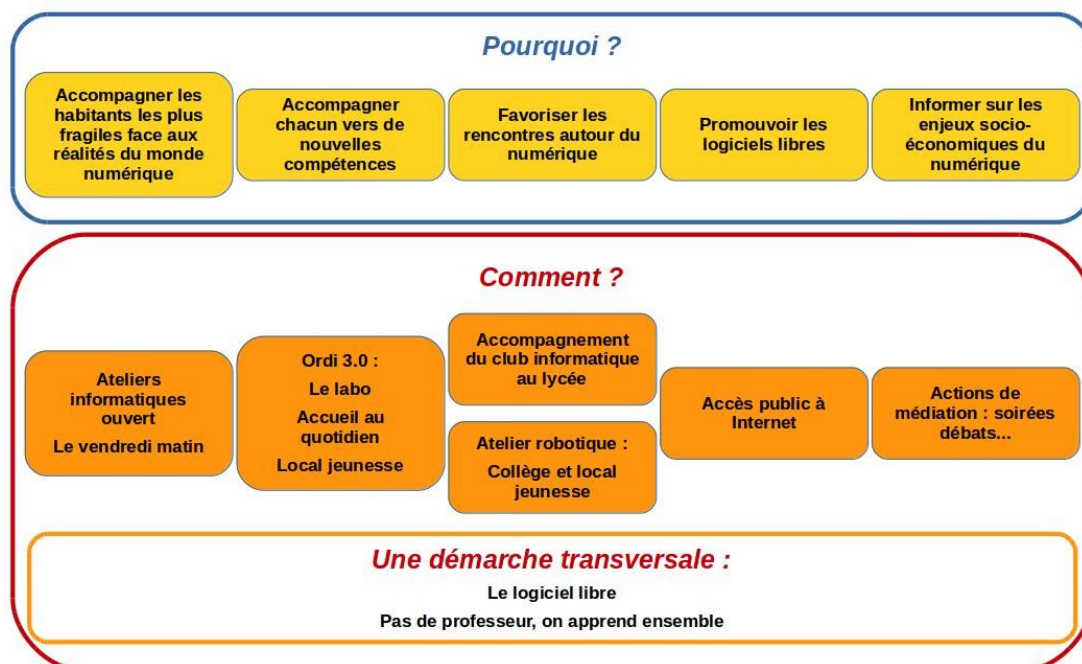 Pourquoi ?
Accompagner les
habitants les plus
fragiles face aux
réalités du monde
numérique
Accompagner
chacun vers de
nouvelles
compétences
Favoriser les
rencontres autour du
numérique
Promouvoir les
logiciels libres
Informer sur les
enjeux socio-
économiques du
numérique
Comment ?
Ateliers
informatiques
ouvert
Le vendredi matin
Ordi 3.0 :
Le labo
Accueil au
quotidien
Local jeunesse
Accompagnement
du club informatique
au lycée
Atelier robotique :
Collège et local
jeunesse
Accès public à
Internet
Actions de
médiation : soirées
débats...
Une démarche transversale :
Le logiciel libre
Pas de professeur, on apprend ensemble